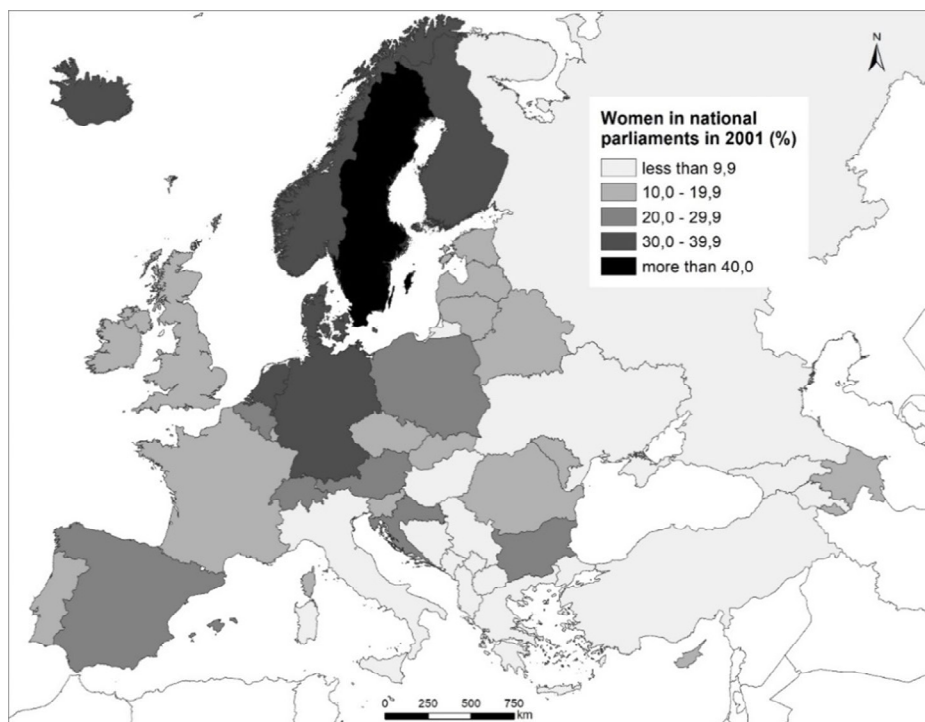 N
Women in national
parliaments in 2001 (%)
less than 9,9
10,0 - 19,9
20,0 - 29,9
30,0 - 39,9
more than 40,0
0 250 500 750
km